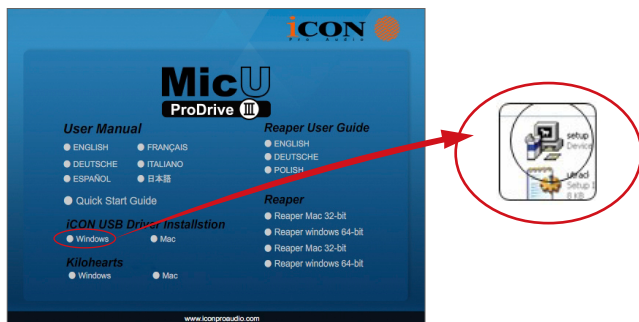 iCON
Pro Audio
MicU
ProDrive III
User Manual
ENGLISH
FRANÇAIS
DEUTSCHE
ITALIANO
ESPAÑOL
日本語
Quick Start Guide
iCON USB Driver Installstion
Windows
Mac
Kilohearts
Windows
Mac
Reaper User Guide
ENGLISH
DEUTSCHE
POLISH
Reaper
Reaper Mac 32-bit
Reaper windows 64-bit
Reaper Mac 32-bit
Reaper windows 64-bit
www.iconproaudio.com
setup
Device
Setup I
8 KB